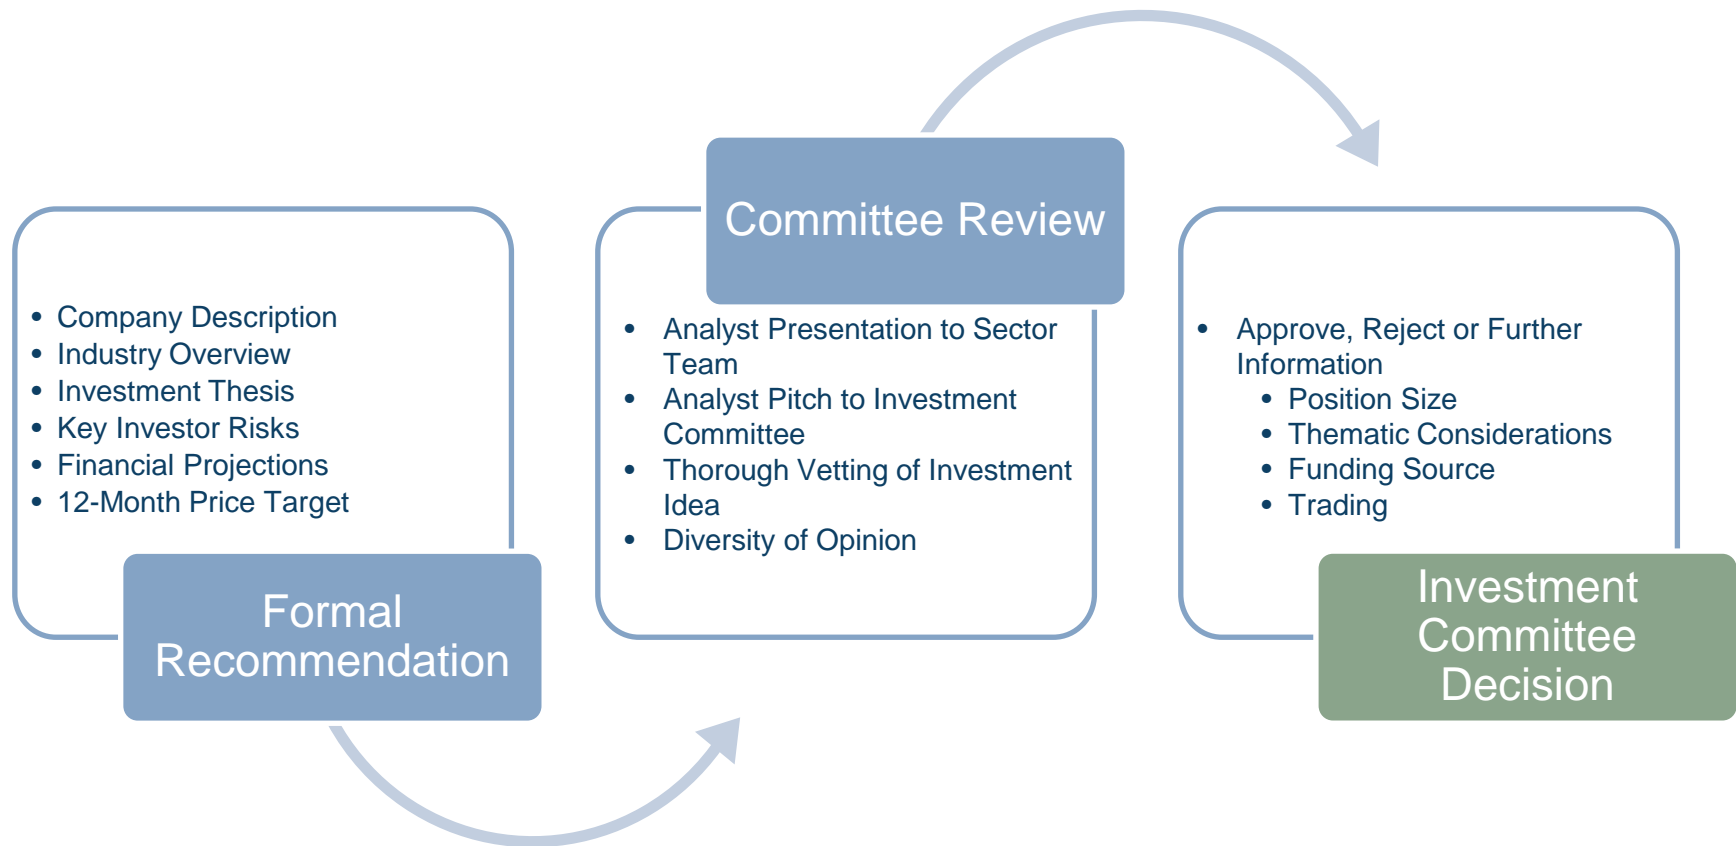 • Company Description
• Industry Overview
• Investment Thesis
• Key Investor Risks
• Financial Projections
• 12-Month Price Target
Formal
Recommendation
Committee Review
• Analyst Presentation to Sector
Team
• Analyst Pitch to Investment
Committee
• Thorough Vetting of Investment
Idea
• Diversity of Opinion
• Approve, Reject or Further
Information
• Position Size
• Thematic Considerations
• Funding Source
• Trading
Investment
Committee
Decision